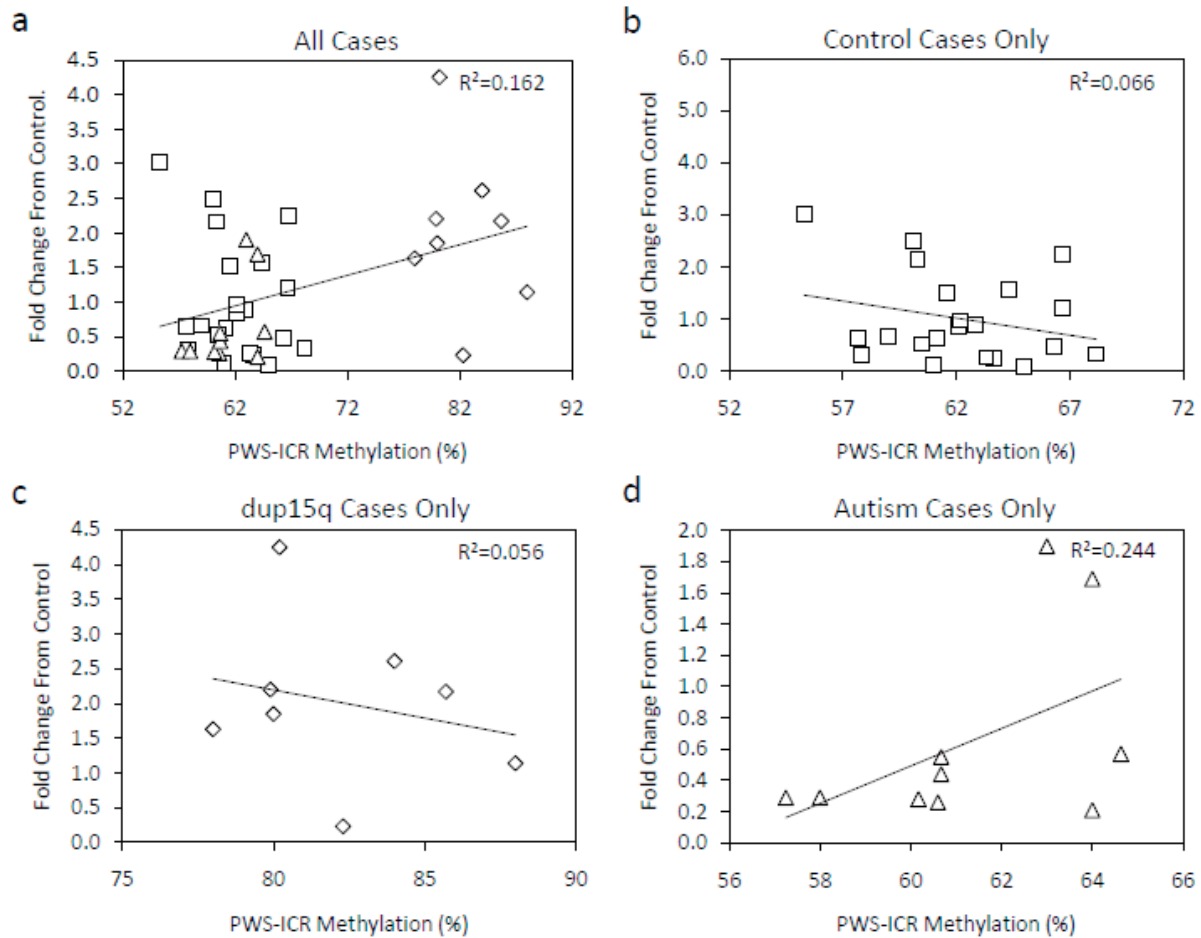 a
All Cases
R²=0.162
Fold Change From Control.
4.5
4.0
3.5
3.0
2.5
2.0
1.5
1.0
0.5
0.0
52 62 72 82 92
PWS-ICR Methylation (%)
b
Control Cases Only
R²=0.066
Fold Change From Control
6.0
5.0
4.0
3.0
2.0
1.0
0.0
52 57 62 67 72
PWS-ICR Methylation (%)
c
dup15q Cases Only
R²=0.056
Fold Change From Control
4.5
4.0
3.5
3.0
2.5
2.0
1.5
1.0
0.5
0.0
75 80 85 90
PWS-ICR Methylation (%)
d
Autism Cases Only
R²=0.244
Fold Change From Control
2.0
1.8
1.6
1.4
1.2
1.0
0.8
0.6
0.4
0.2
0.0
56 58 60 62 64 66
PWS-ICR Methylation (%)